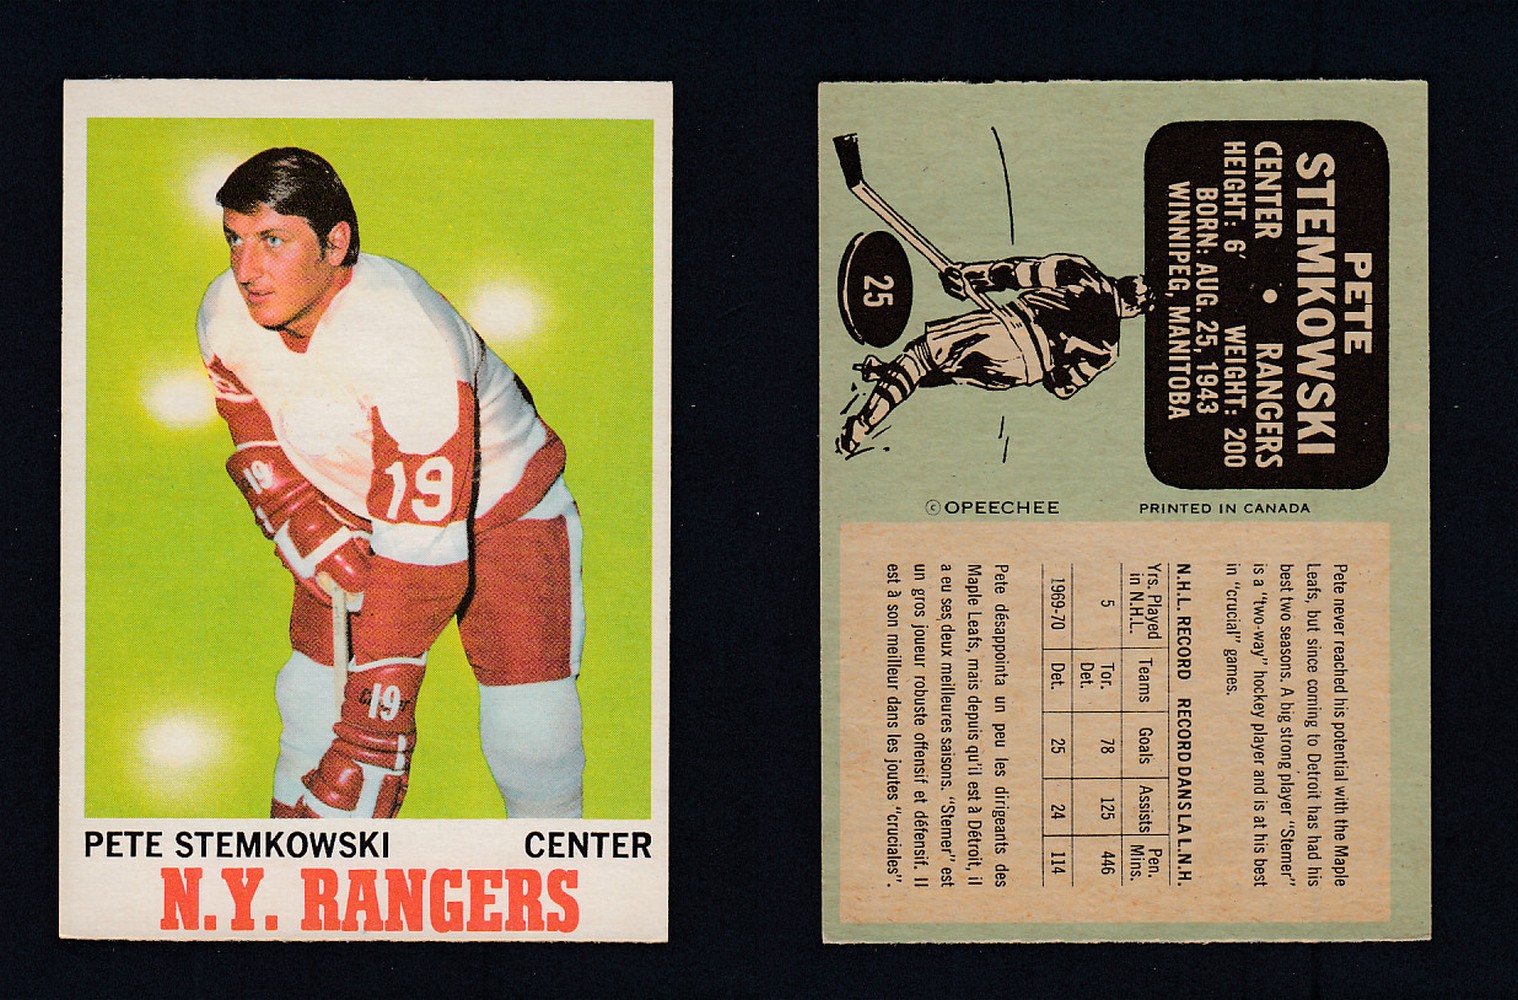 19
19
19
PETE STEMKOWSKI CENTER
N.Y. RANGERS
PETE
STEMKOWSKI
CENTER • RANGERS
HEIGHT: 6' WEIGHT: 200
BORN: AUG. 25, 1943
WINNIPEG, MANITOBA
25
© OPEECHEE PRINTED IN CANADA
Pete never reached his potential with the Maple
Leafs, but since coming to Detroit has had his
best two seasons. A big strong player "Stemer"
is a "two-way" hockey player and is at his best
in "crucial" games.
N.H.L. RECORD RECORD DANS LA L.N.H.
Yrs. Played Teams Goals Assists Pen.
in N.H.L. Mins.
5 Tor. 78 125 446
Det.
1969-70 Det. 25 24 114
Pete désappointa un peu les dirigeants des
Maple Leafs, mais depuis qu'il est à Détroit, il
a eu ses deux meilleures saisons. "Stemer" est
un gros joueur robuste offensif et défensif. Il
est à son meilleur dans les joutes "cruciales".